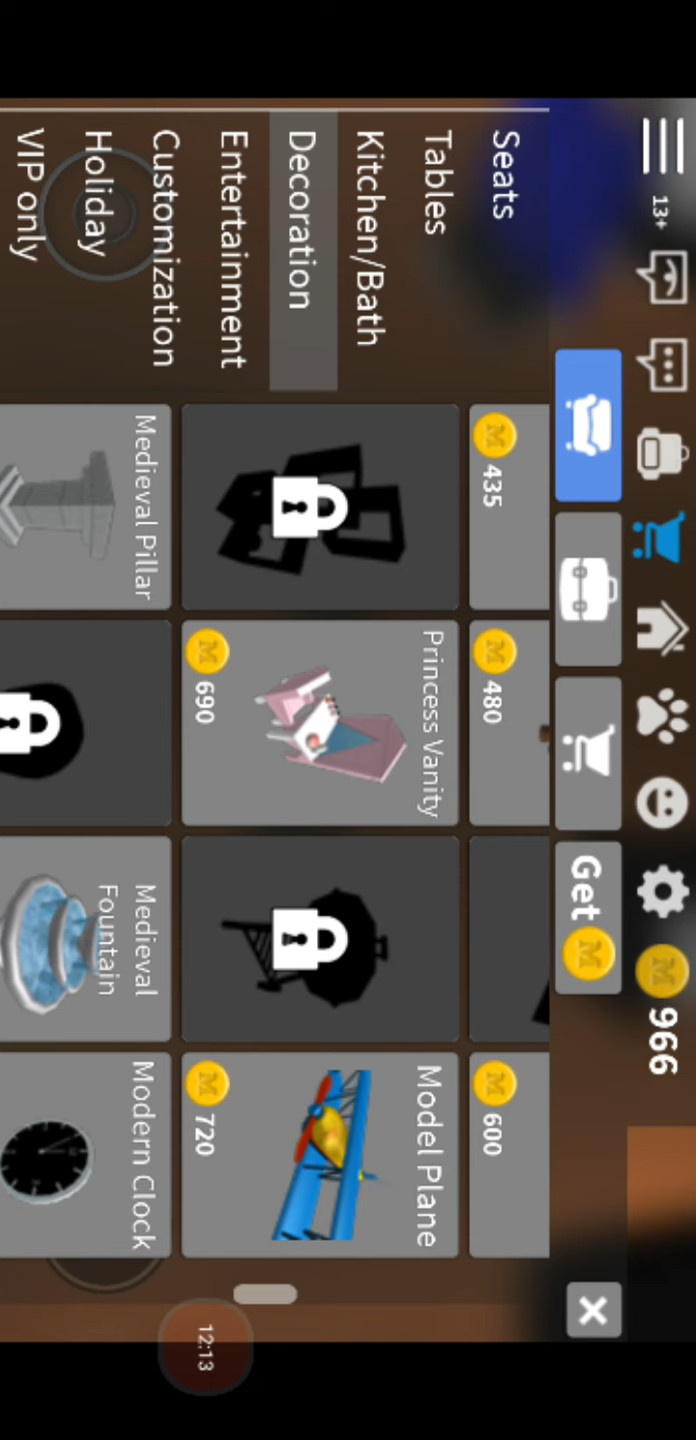 13+
966
Get
Seats
Tables
Kitchen/Bath
Decoration
Entertainment
Customization
Holiday
VIP only
435
480
600
Princess Vanity
690
Model Plane
720
Medieval Pillar
Medieval
Fountain
Modern Clock
12:13